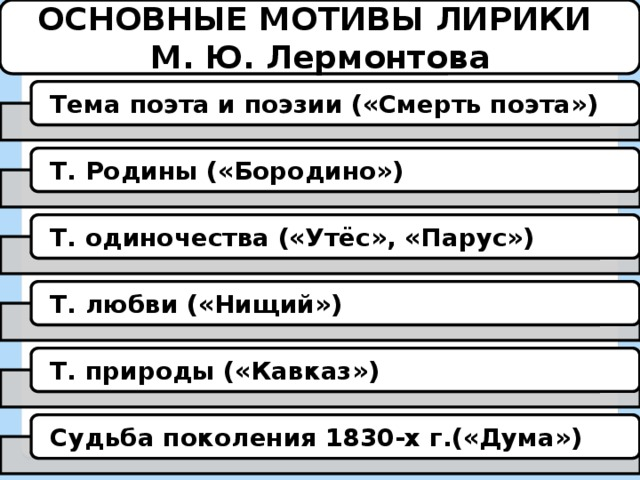 ОСНОВНЫЕ МОТИВЫ ЛИРИКИ
М. Ю. Лермонтова
Тема поэта и поэзии («Смерть поэта»)
Т. Родины («Бородино»)
Т. одиночества («Утёс», «Парус»)
Т. любви («Нищий»)
Т. природы («Кавказ»)
Судьба поколения 1830-х г.(«Дума»)